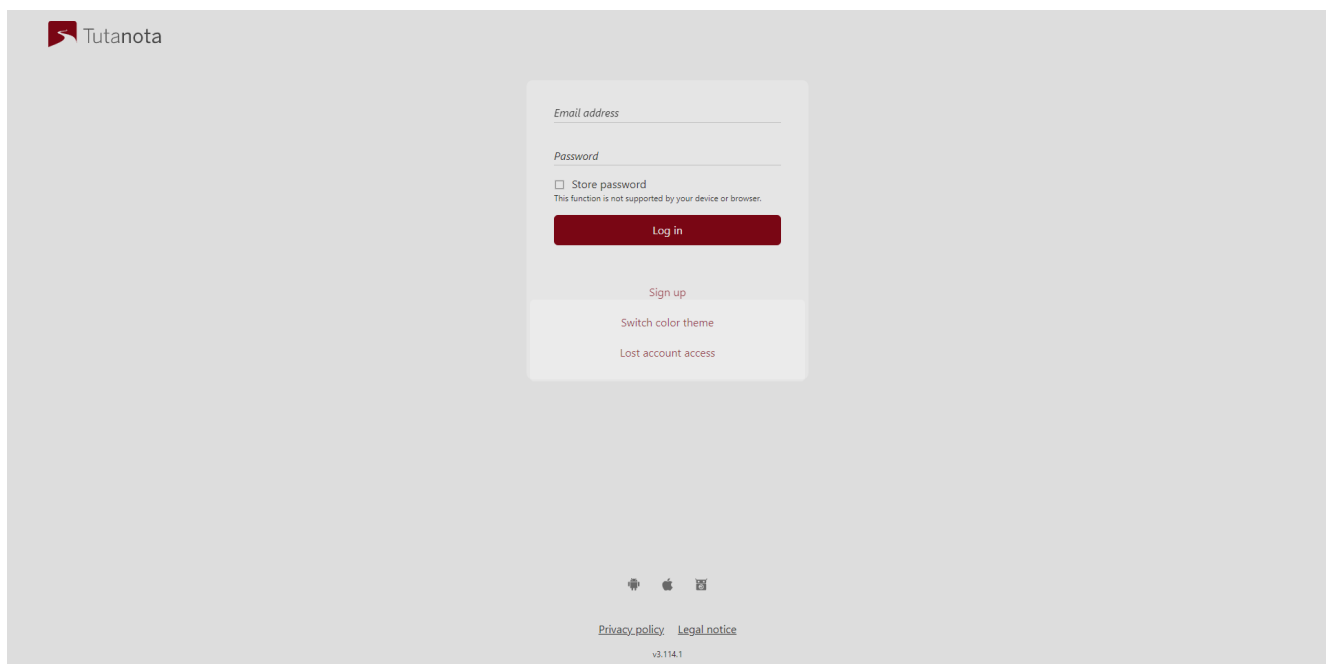 Tutanota
Email address
Password
Store password
This function is not supported by your device or browser.
Log in
Sign up
Switch color theme
Lost account access
Privacy policy Legal notice
v3.114.1